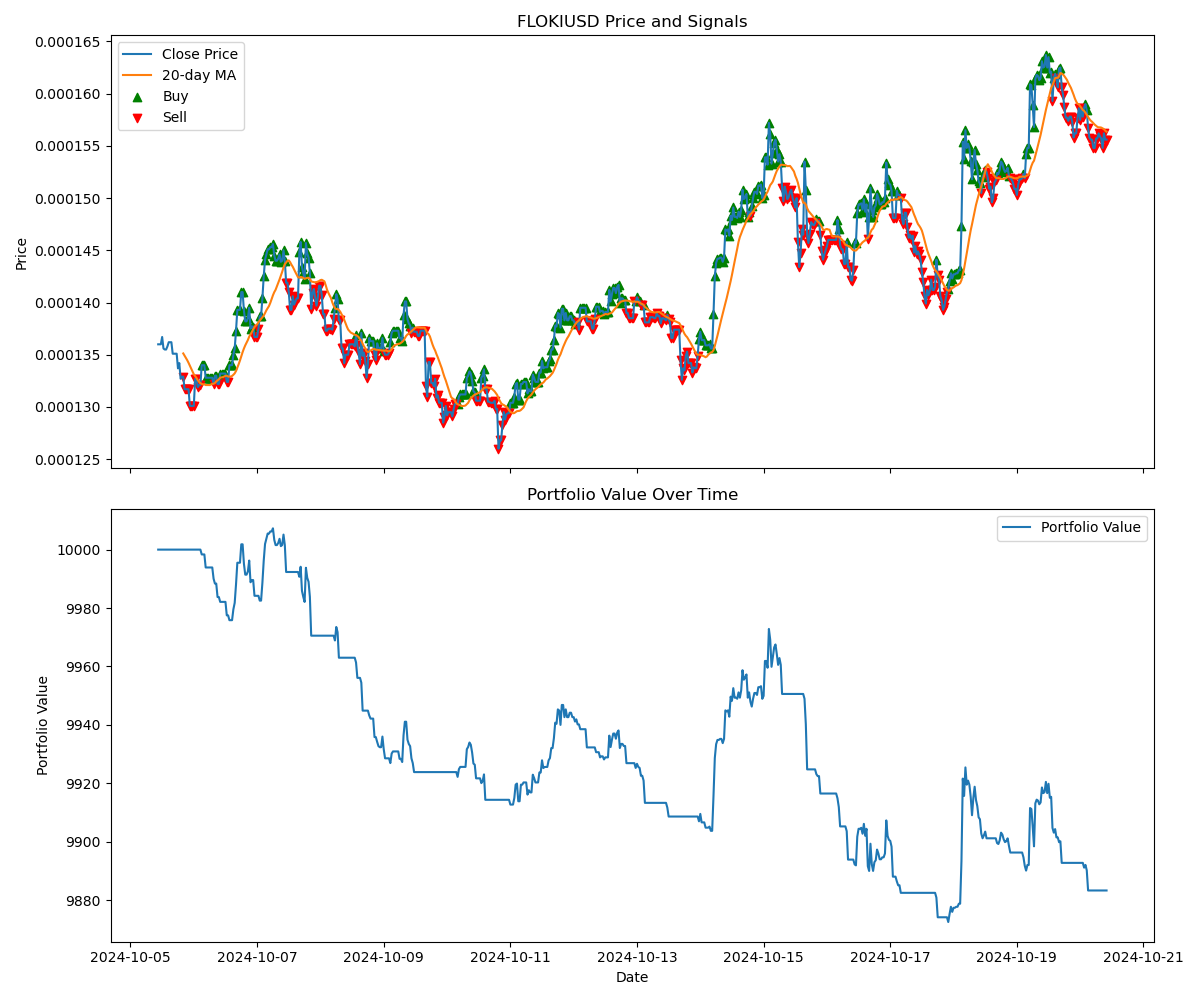 FLOKIUSD Price and Signals
Close Price
20-day MA
Buy
Sell
0.000165
0.000160
0.000155
0.000150
0.000145
0.000140
0.000135
0.000130
0.000125
Price
Portfolio Value Over Time
Portfolio Value
10000
9980
9960
9940
9920
9900
9880
Portfolio Value
2024-10-05 2024-10-07 2024-10-09 2024-10-11 2024-10-13 2024-10-15 2024-10-17 2024-10-19 2024-10-21
Date